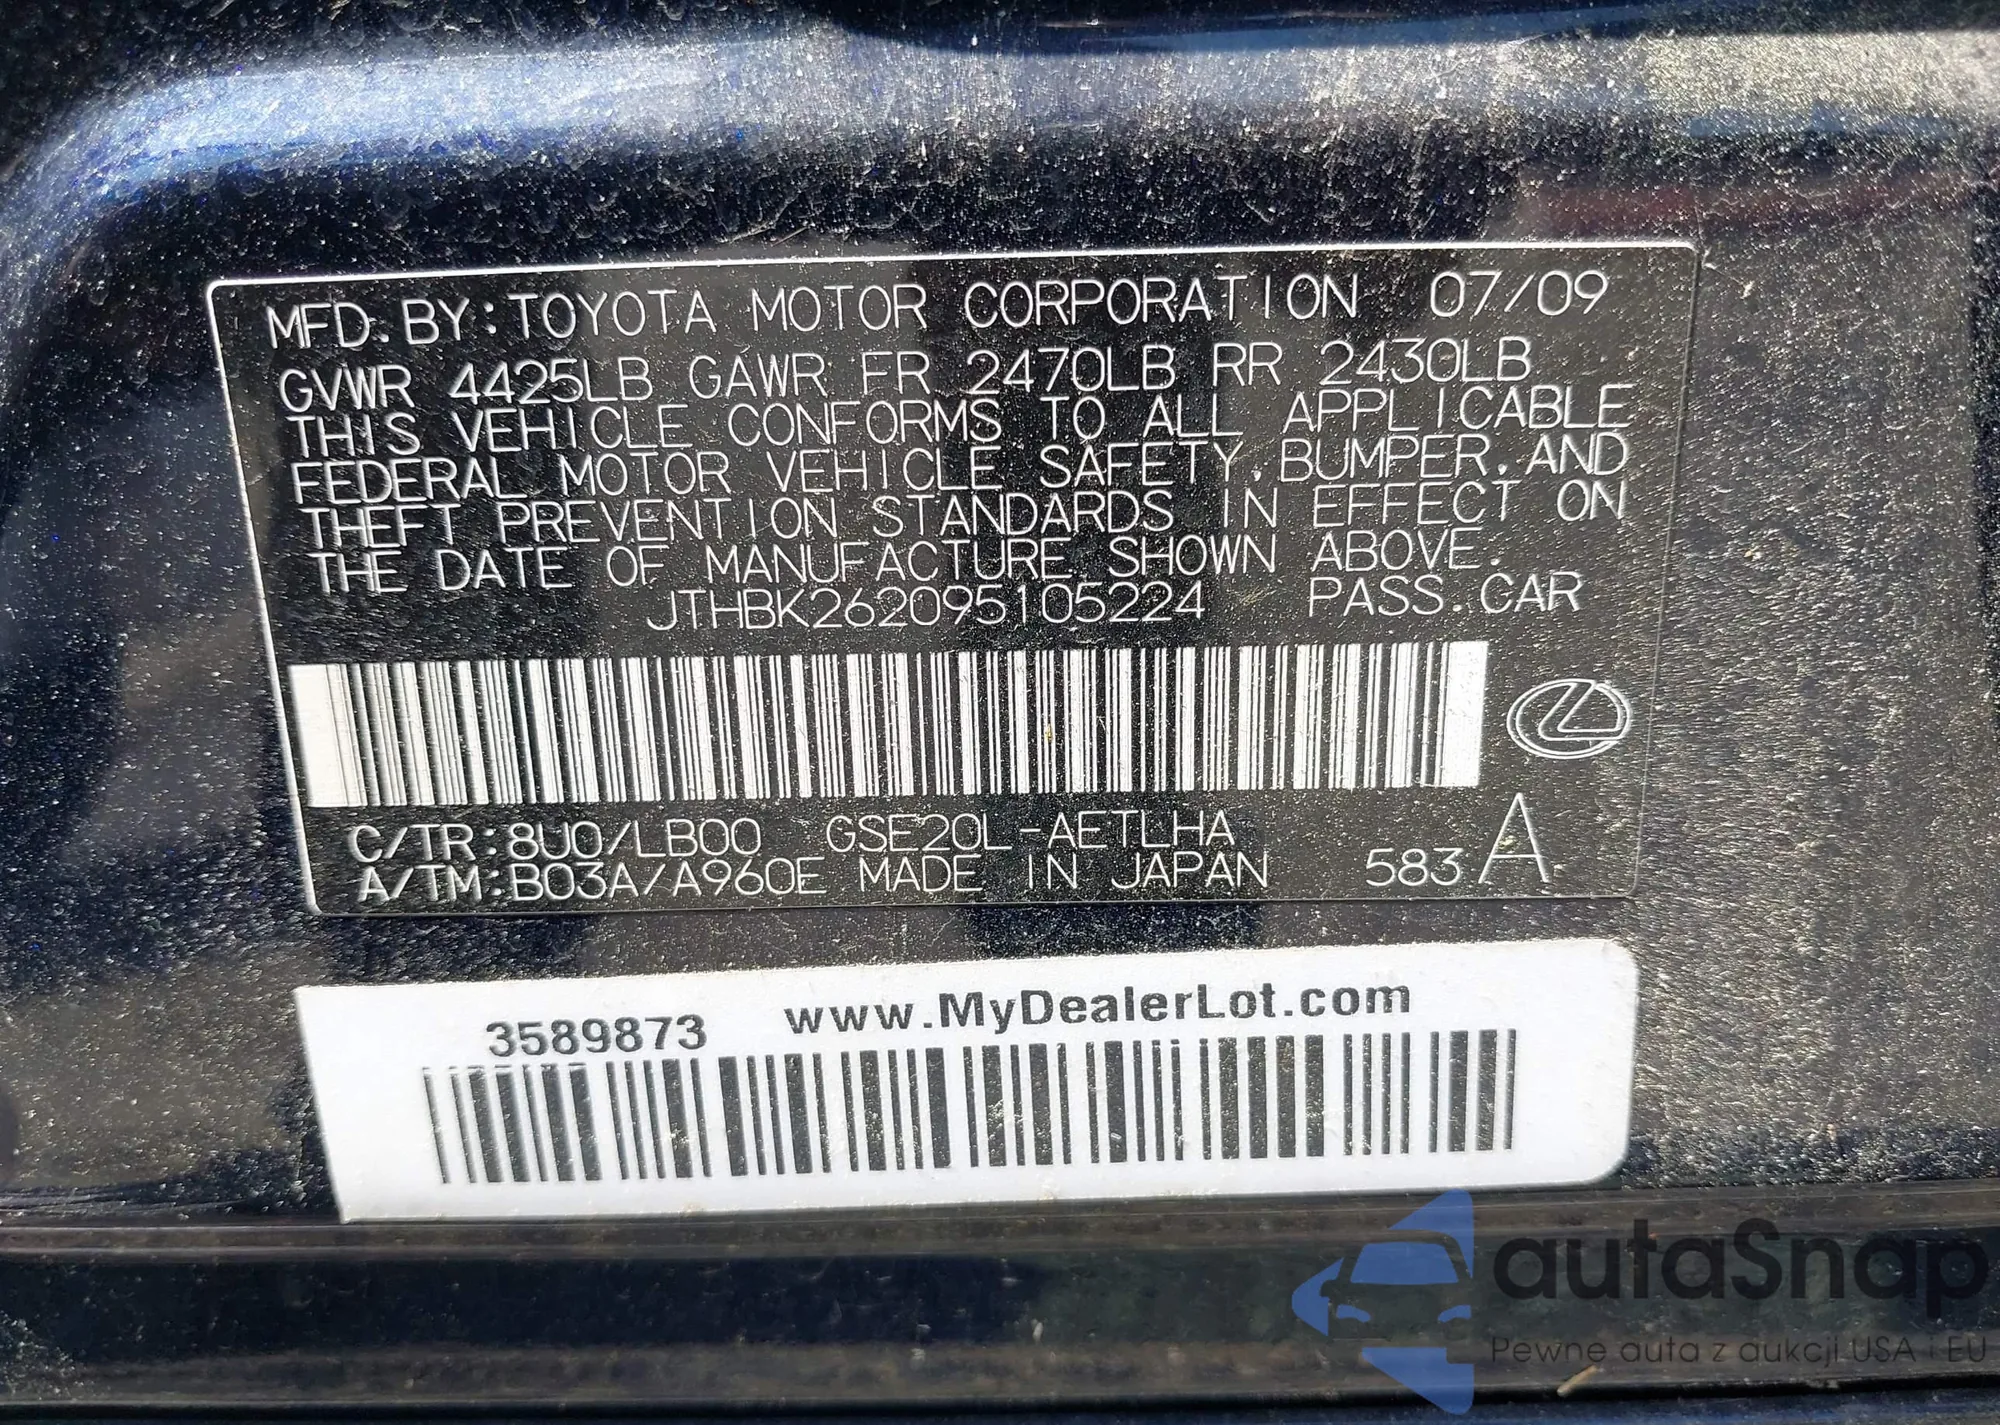 MFD. BY: TOYOTA MOTOR CORPORATION 07/09
GVWR 4425LB GAWR FR 2470LB RR 2430LB
THIS VEHICLE CONFORMS TO ALL APPLICABLE
FEDERAL MOTOR VEHICLE SAFETY, BUMPER, AND
THEFT PREVENTION STANDARDS IN EFFECT ON
THE DATE OF MANUFACTURE SHOWN ABOVE.
JTHBK262095105224 PASS. CAR
C/TR:8U0/LB00 GSE20L-AETLHA
A/TM:B03A/A960E MADE IN JAPAN 583 A
3589873 www.MyDealerLot.com
autaSnap
Pewne auta z aukcji USA i EU